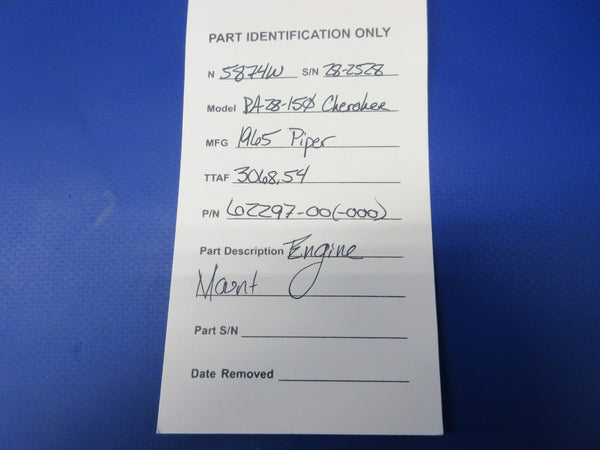 PART IDENTIFICATION ONLY
N 5874W S/N 28-2528
Model PA-28-150 Cherokee
MFG 1965 Piper
TTAF 3068.54
P/N 62297-00(-000)
Part Description Engine
Mount
Part S/N
Date Removed